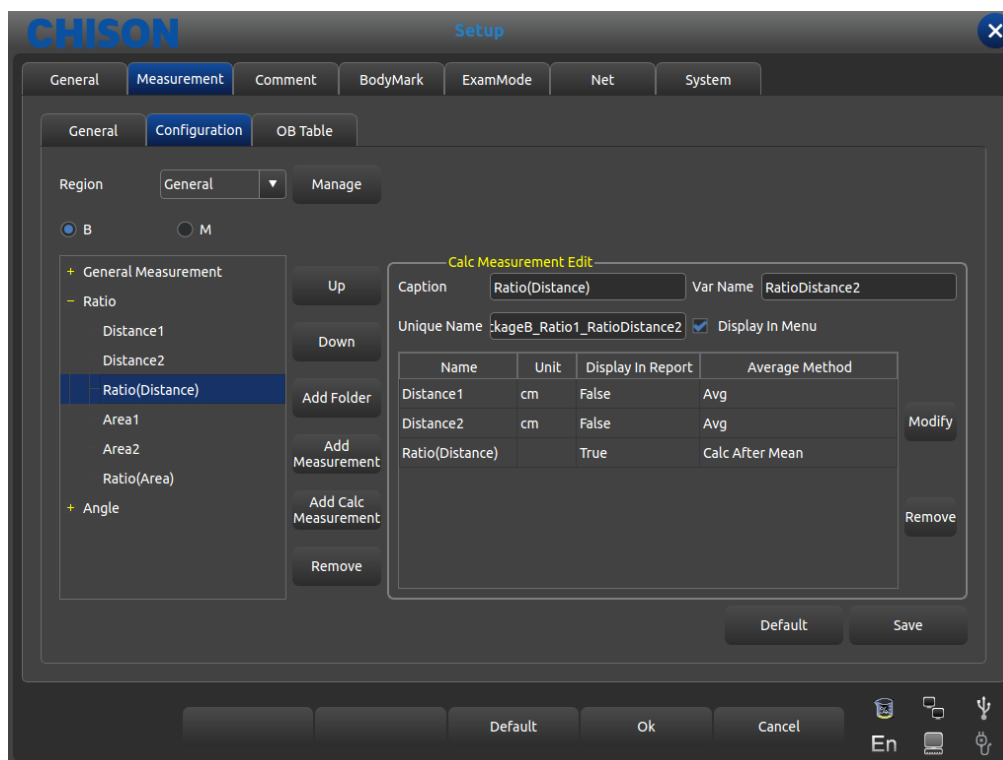 CHISON
Setup
General Measurement Comment BodyMark ExamMode Net System
General Configuration OB Table
Region General Manage
B M
+ General Measurement
− Ratio
Distance1
Distance2
Ratio(Distance)
Area1
Area2
Ratio(Area)
+ Angle
Up
Down
Add Folder
Add
Measurement
Add Calc
Measurement
Remove
Calc Measurement Edit
Caption Ratio(Distance) Var Name RatioDistance2
Unique Name kageB_Ratio1_RatioDistance2 Display In Menu
Name Unit Display In Report Average Method
Distance1 cm False Avg
Distance2 cm False Avg
Ratio(Distance) True Calc After Mean
Modify
Remove
Default Save
Default Ok Cancel
En